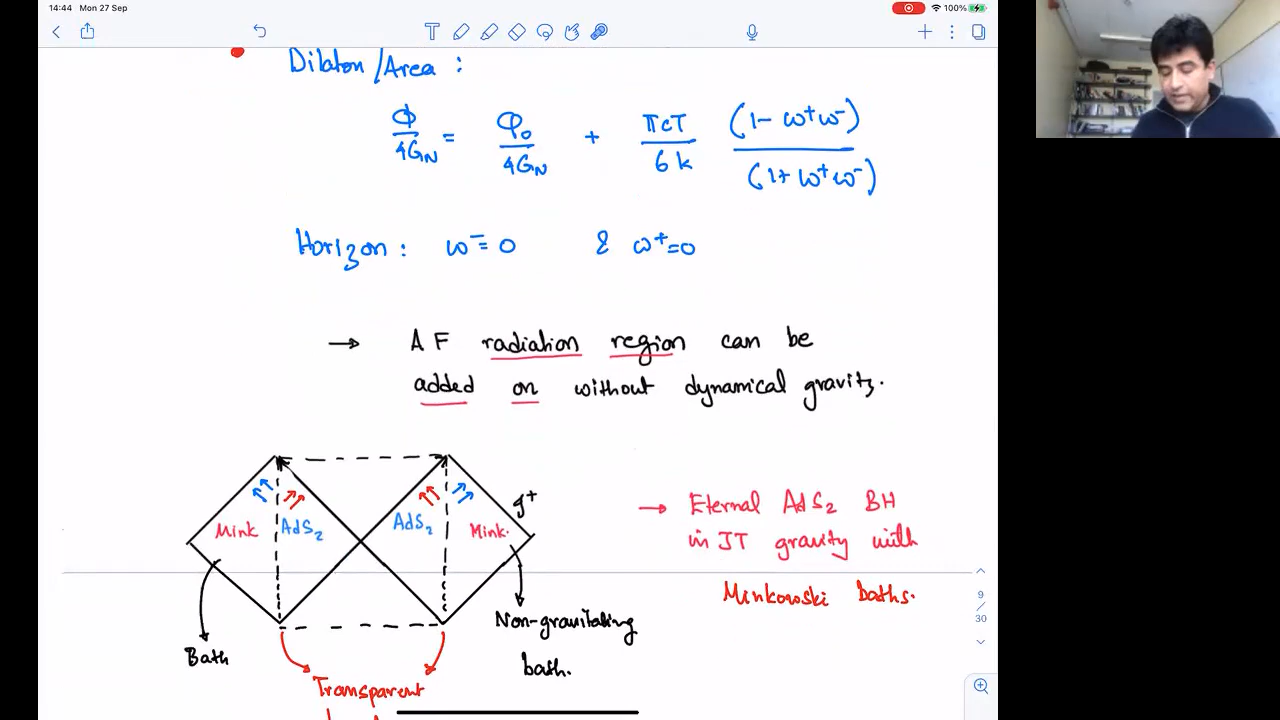 14:44 Mon 27 Sep
100%
Dilaton / Area :
Φ/4G_N = φ₀/4G_N + πcT/6k (1 - ω⁺ω⁻)/(1 + ω⁺ω⁻)
Horizon : ω⁻ = 0 & ω⁺ = 0
→ AF radiation region can be
added on without dynamical gravity.
Mink AdS₂ AdS₂ Mink. g⁺
→ Eternal AdS₂ BH
in JT gravity with
Minkowski baths.
9
/
30
Non-gravitating
bath.
Bath
Transparent